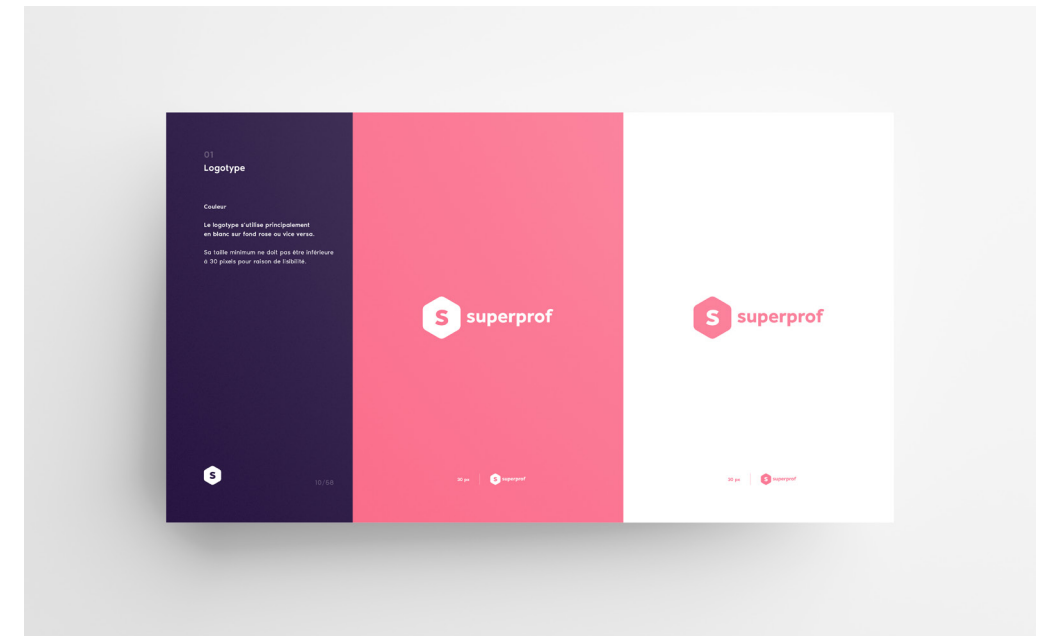 01
Logotype
Couleur
Le logotype s'utilise principalement
en blanc sur fond rose ou vice versa.
Sa taille minimum ne doit pas être inférieure
à 30 pixels pour raison de lisibilité.
S
10/58
S superprof
30 px S superprof
S superprof
30 px S superprof